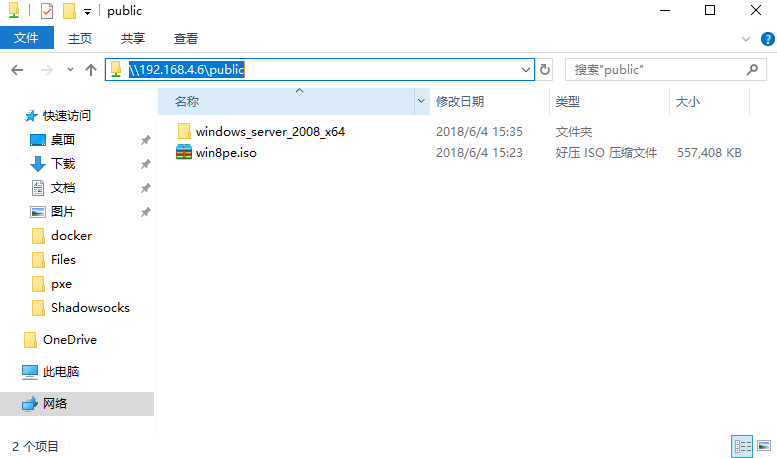 public
文件 主页 共享 查看
\\192.168.4.6\public 搜索"public"
名称 修改日期 类型 大小
windows_server_2008_x64 2018/6/4 15:35 文件夹
win8pe.iso 2018/6/4 15:23 好压 ISO 压缩文件 557,408 KB
快速访问
桌面
下载
文档
图片
docker
Files
pxe
Shadowsocks
OneDrive
此电脑
网络
2 个项目